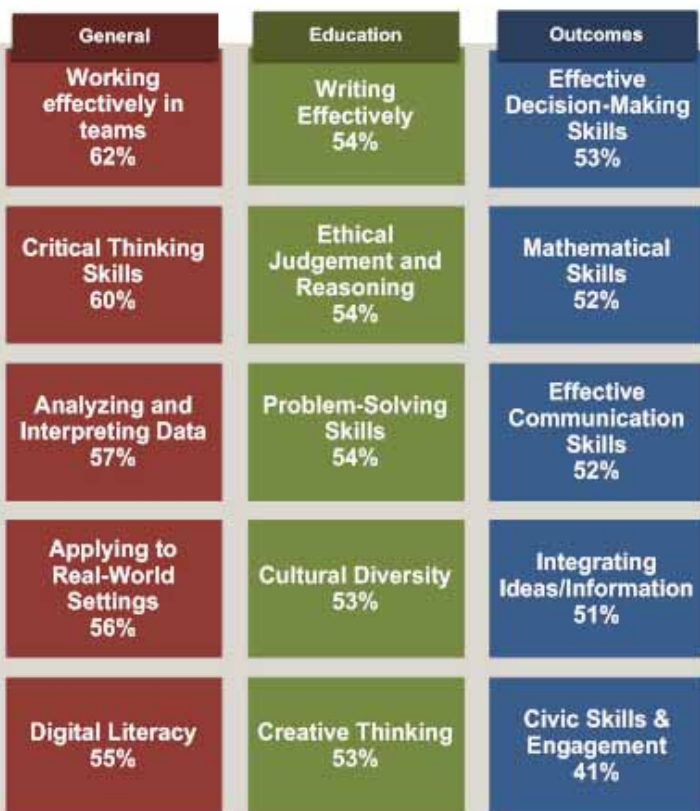 General
Education
Outcomes
Working
effectively in
teams
62%
Writing
Effectively
54%
Effective
Decision-Making
Skills
53%
Critical Thinking
Skills
60%
Ethical
Judgement and
Reasoning
54%
Mathematical
Skills
52%
Analyzing and
Interpreting Data
57%
Problem-Solving
Skills
54%
Effective
Communication
Skills
52%
Applying to
Real-World
Settings
56%
Cultural Diversity
53%
Integrating
Ideas/Information
51%
Digital Literacy
55%
Creative Thinking
53%
Civic Skills &
Engagement
41%